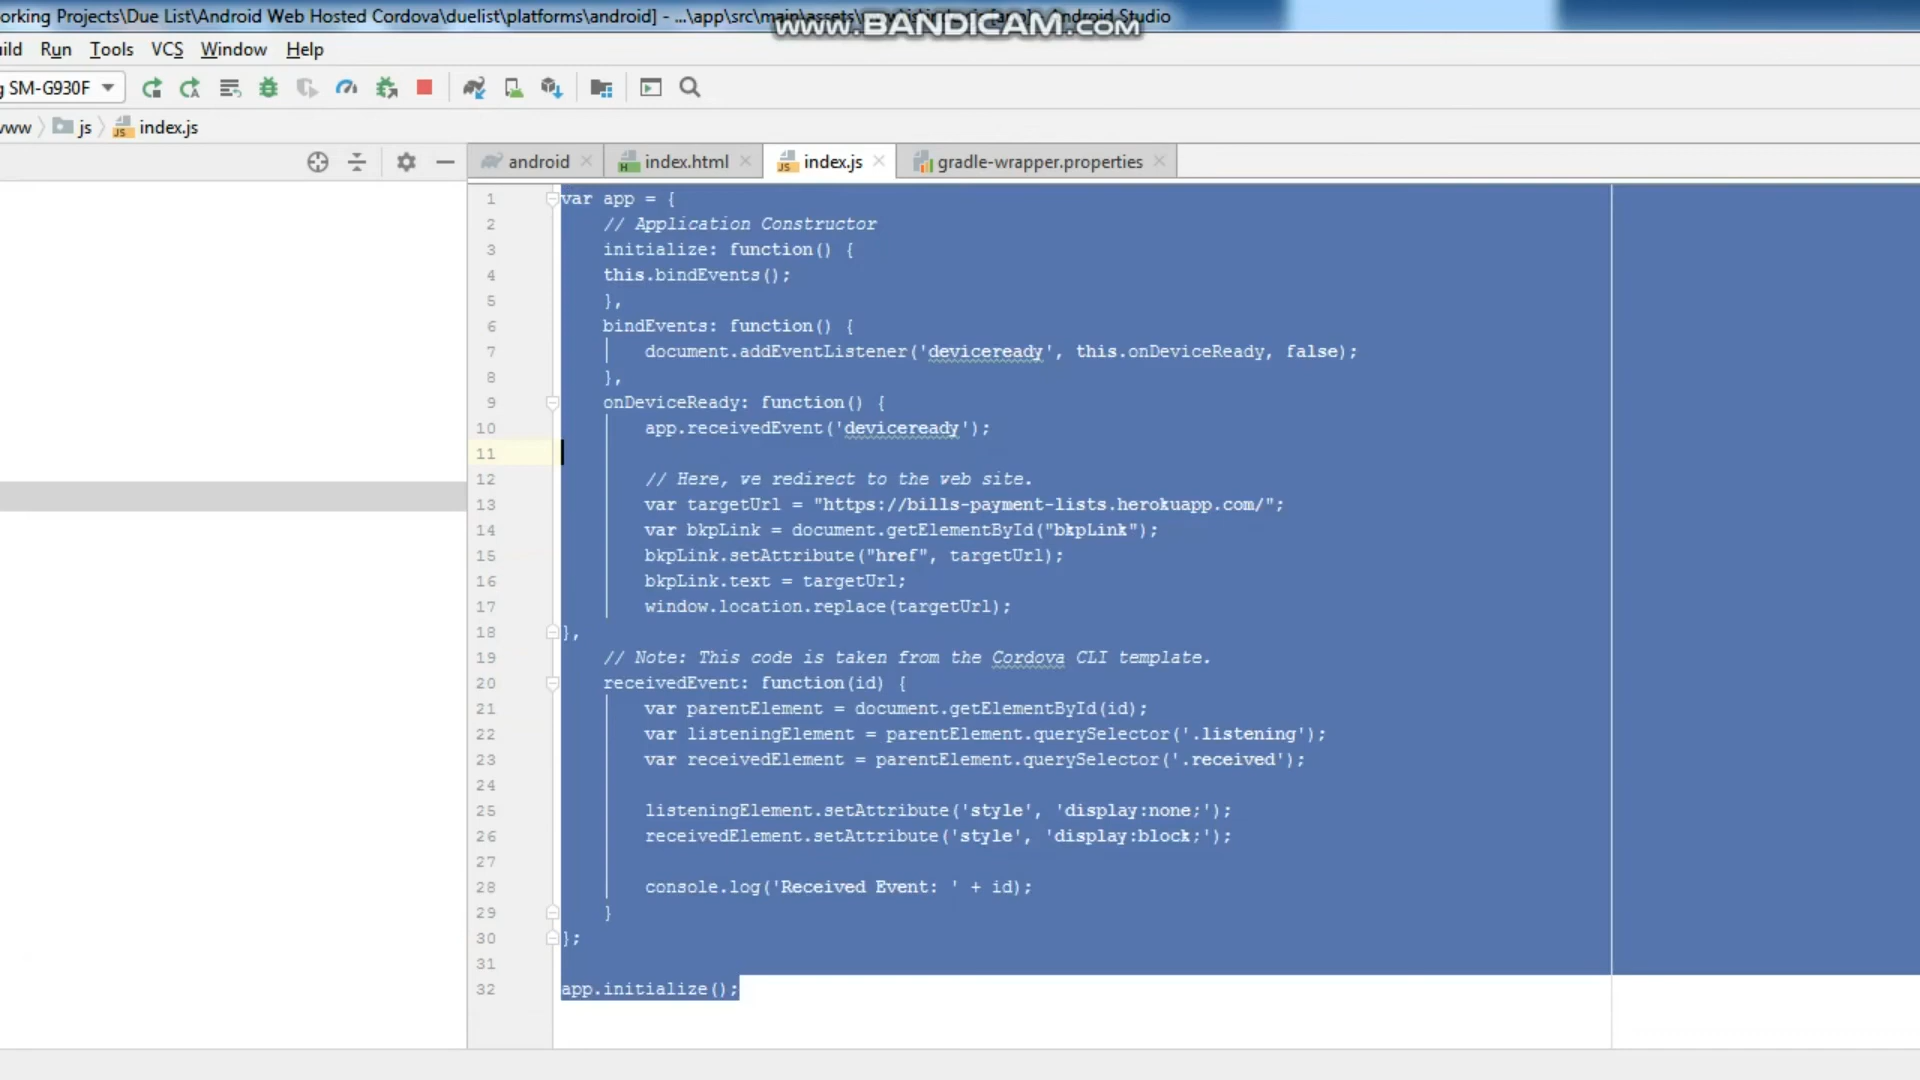 orking Projects\Due List\Android Web Hosted Cordova\duelist\platforms\android] - ...\app\src\main\assets\ Android Studio
www.BANDICAM.com
uild Run Tools VCS Window Help
g SM-G930F
www js index.js
android index.html index.js gradle-wrapper.properties
1 var app = {
2 // Application Constructor
3 initialize: function() {
4 this.bindEvents();
5 },
6 bindEvents: function() {
7 document.addEventListener('deviceready', this.onDeviceReady, false);
8 },
9 onDeviceReady: function() {
10 app.receivedEvent('deviceready');
11
12 // Here, we redirect to the web site.
13 var targetUrl = "https://bills-payment-lists.herokuapp.com/";
14 var bkpLink = document.getElementById("bkpLink");
15 bkpLink.setAttribute("href", targetUrl);
16 bkpLink.text = targetUrl;
17 window.location.replace(targetUrl);
18 },
19 // Note: This code is taken from the Cordova CLI template.
20 receivedEvent: function(id) {
21 var parentElement = document.getElementById(id);
22 var listeningElement = parentElement.querySelector('.listening');
23 var receivedElement = parentElement.querySelector('.received');
24
25 listeningElement.setAttribute('style', 'display:none;');
26 receivedElement.setAttribute('style', 'display:block;');
27
28 console.log('Received Event: ' + id);
29 }
30 };
31
32 app.initialize();